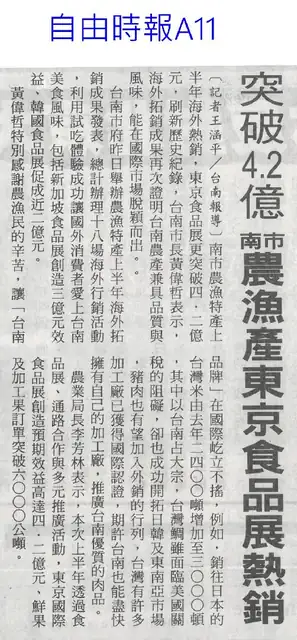 自由時報A11
突破4.2億 南市農漁產東京食品展熱銷
〔記者王涵平／台南報導〕南市農漁特產上
半年海外熱銷，東京食品展更突破四．二億
元，刷新歷史紀錄，台南市長黃偉哲表示，
海外拓銷成果再次證明台南農產兼具品質與
風味，能在國際市場脫穎而出。
台南市府昨日舉辦農漁特產上半年海外拓
銷成果發表，總計辦理十八場海外行銷活動
，利用試吃體驗成功讓國外消費者愛上台南
美食風味，包括新加坡食品展創造三億元效
益、韓國食品展促成近二億元。
黃偉哲特別感謝農漁民的辛苦，讓「台南
品牌」在國際屹立不搖，例如，銷往日本的
台灣米由去年二四００噸增加至三０００噸
，其中以台南占大宗，台灣鯛雖面臨美國關
稅的阻礙，卻也成功開拓日韓及東南亞市場
，豬肉也有望加入外銷的行列，台灣有許多
加工廠已獲得國際認證，期許台南也能盡快
擁有自己的加工廠，推廣台南優質的肉品。
農業局長李芳林表示，本次上半年透過食
品展、通路合作與多元推廣活動，東京國際
食品展創造預期效益高達四．二億元，鮮果
及加工果訂單突破六０００公噸。